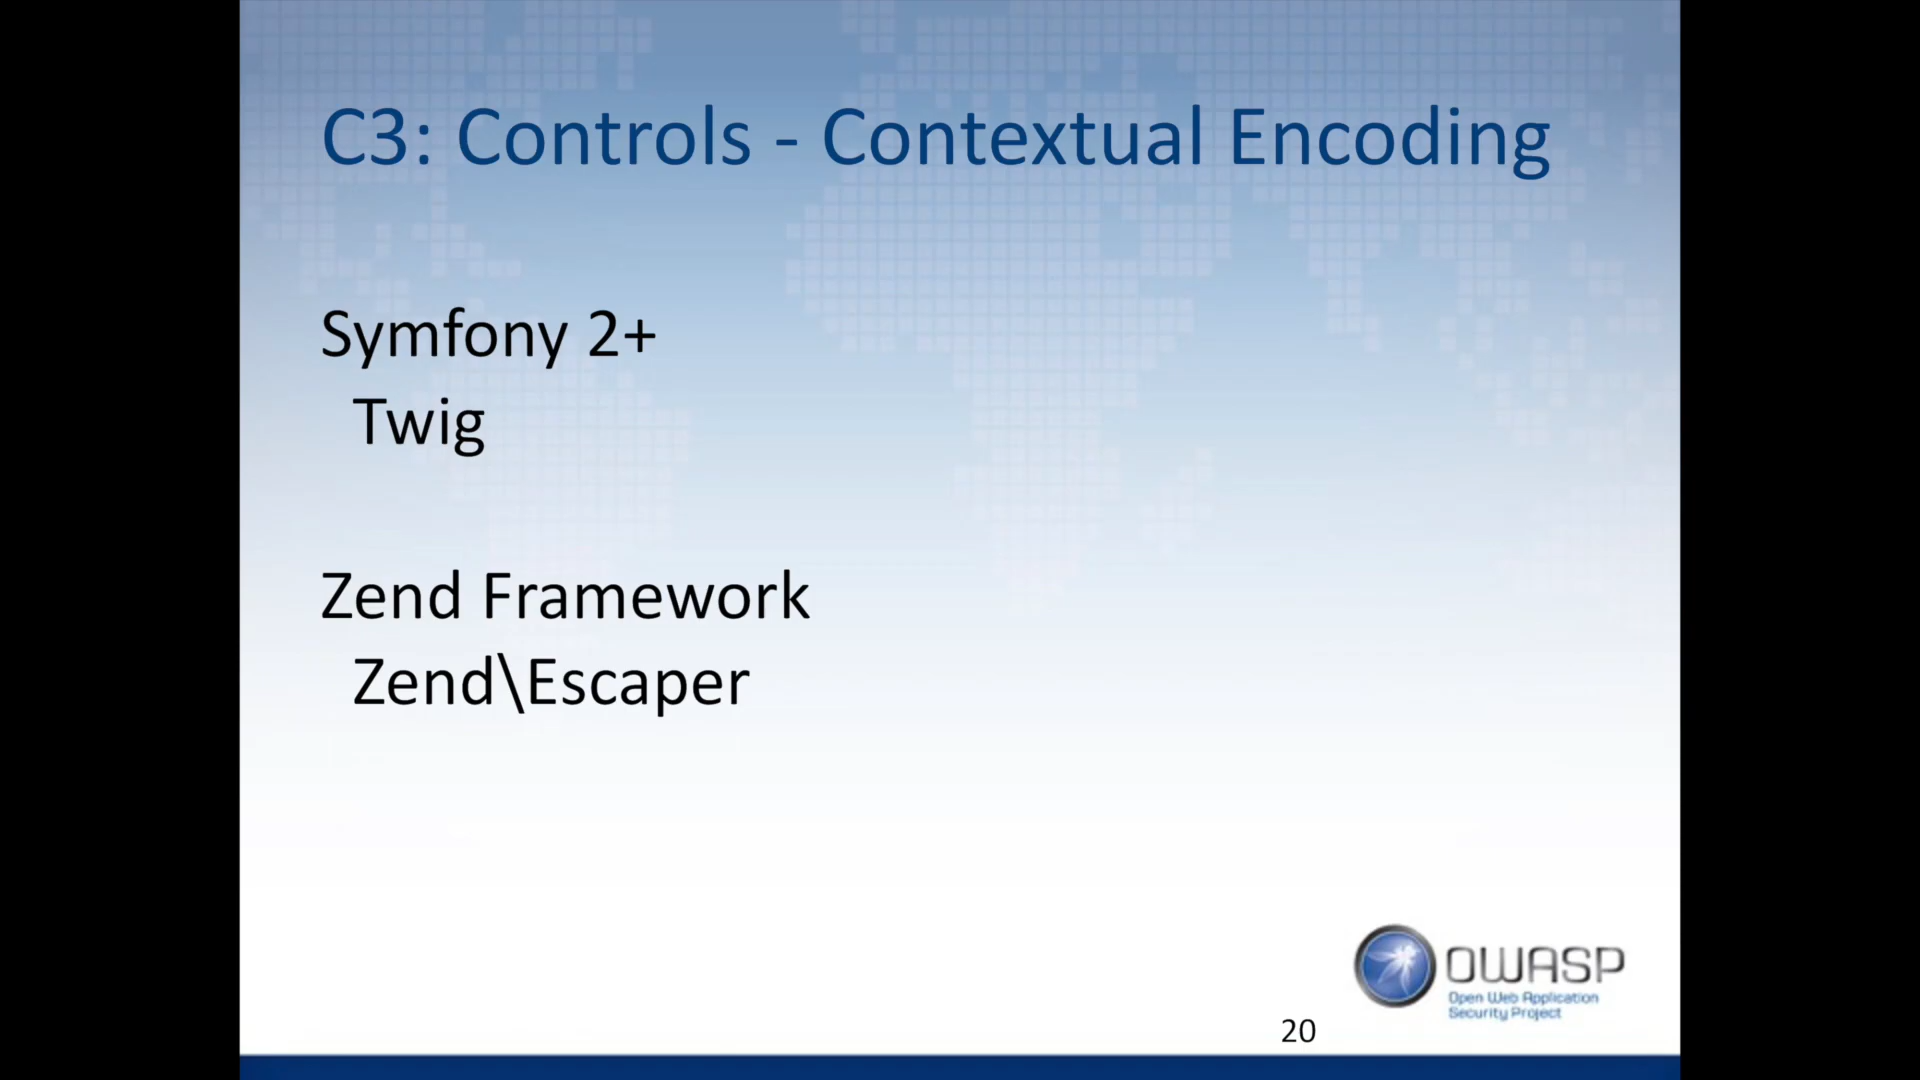 C3: Controls - Contextual Encoding
Symfony 2+
Twig
Zend Framework
Zend\Escaper
OWASP
Open Web Application
Security Project
20